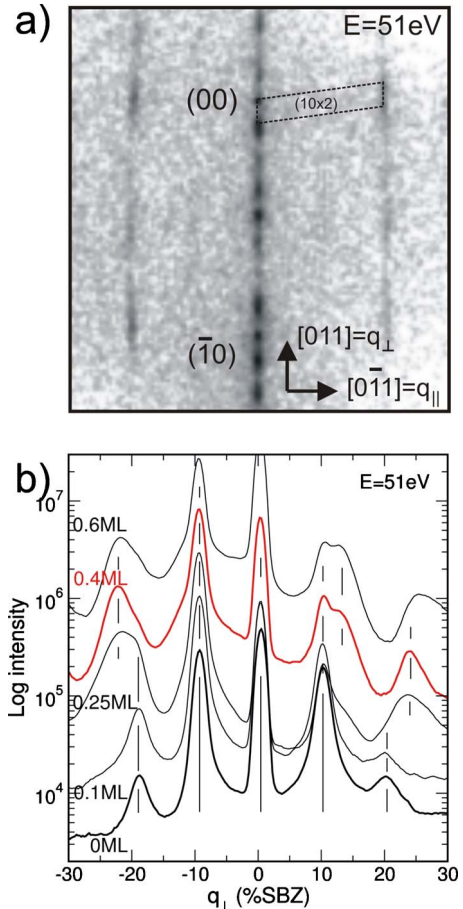 a)
E=51eV
(00)
(10x2)
(1̄0)
[011]=q⊥
[01̄1]=q||
b)
E=51eV
10⁷
0.6ML
10⁶
0.4ML
Log intensity
10⁵
0.25ML
10⁴
0.1ML
0ML
-30 -20 -10 0 10 20 30
q⊥ (%SBZ)